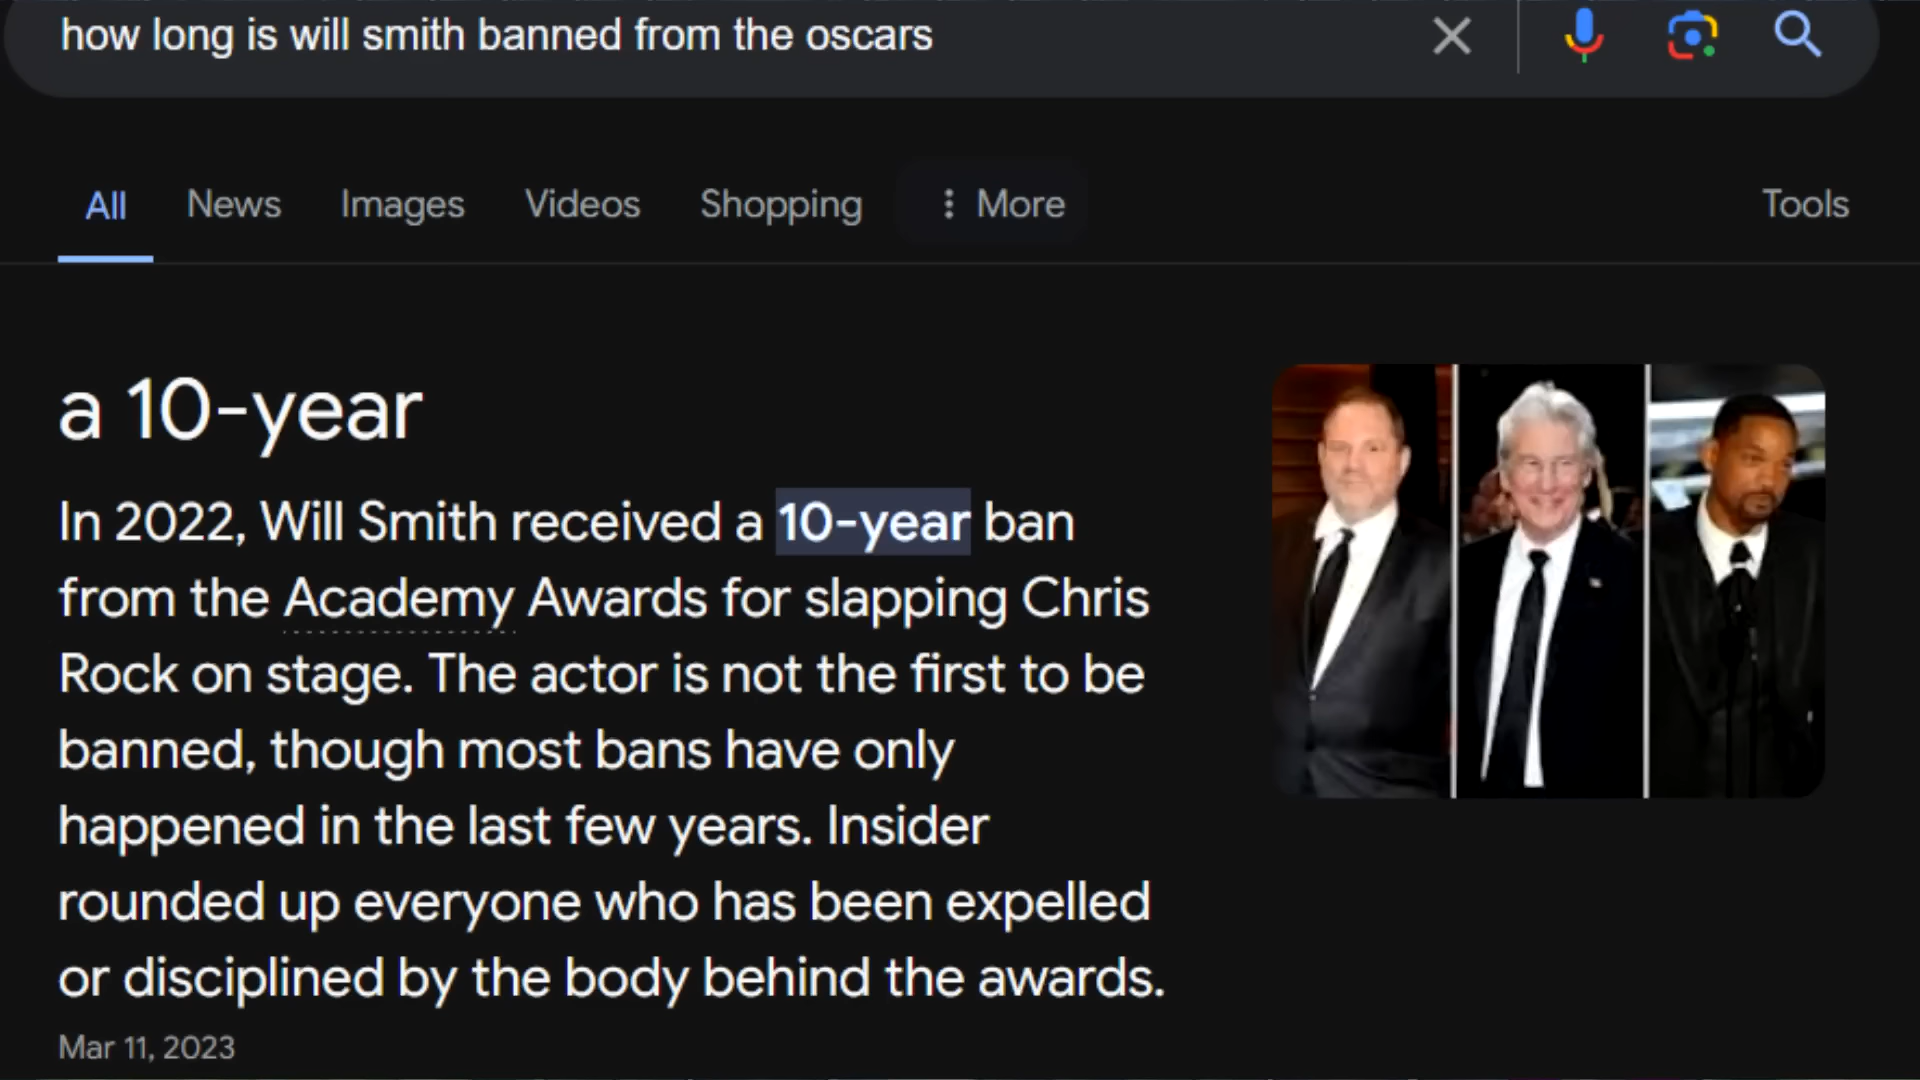 how long is will smith banned from the oscars
All News Images Videos Shopping More Tools
a 10-year
In 2022, Will Smith received a 10-year ban
from the Academy Awards for slapping Chris
Rock on stage. The actor is not the first to be
banned, though most bans have only
happened in the last few years. Insider
rounded up everyone who has been expelled
or disciplined by the body behind the awards.
Mar 11, 2023